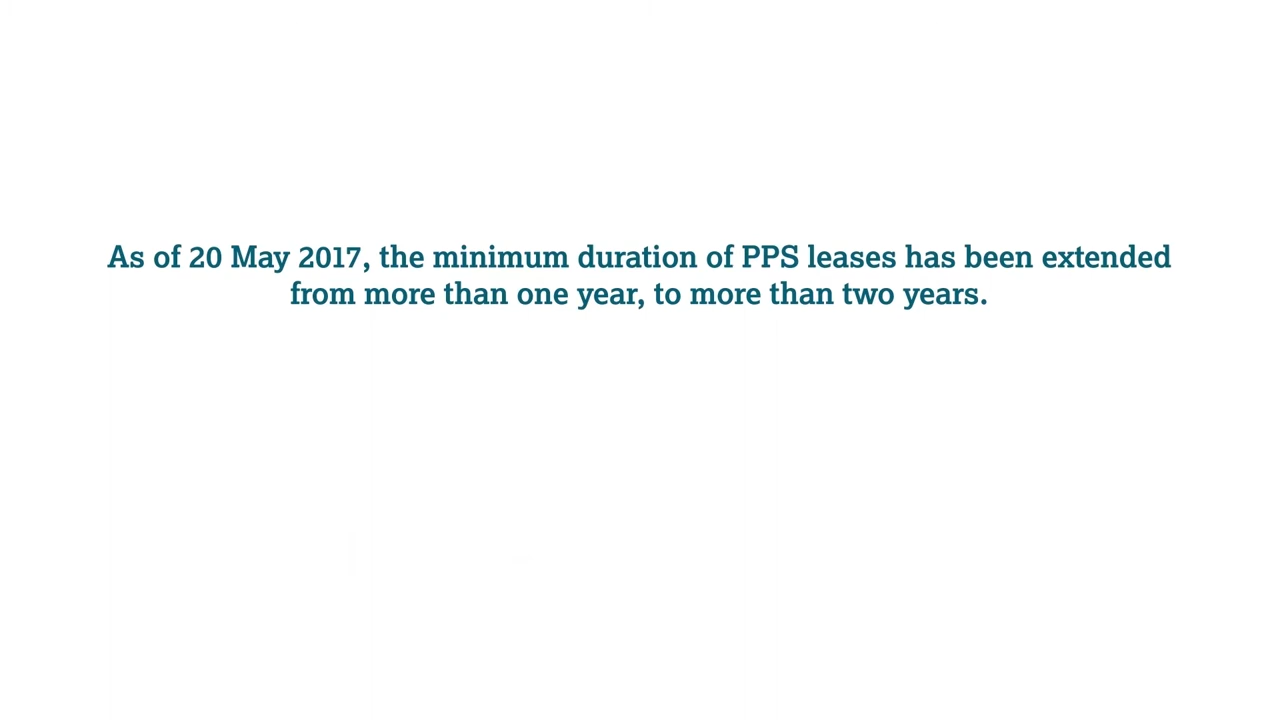 As of 20 May 2017, the minimum duration of PPS leases has been extended
from more than one year, to more than two years.